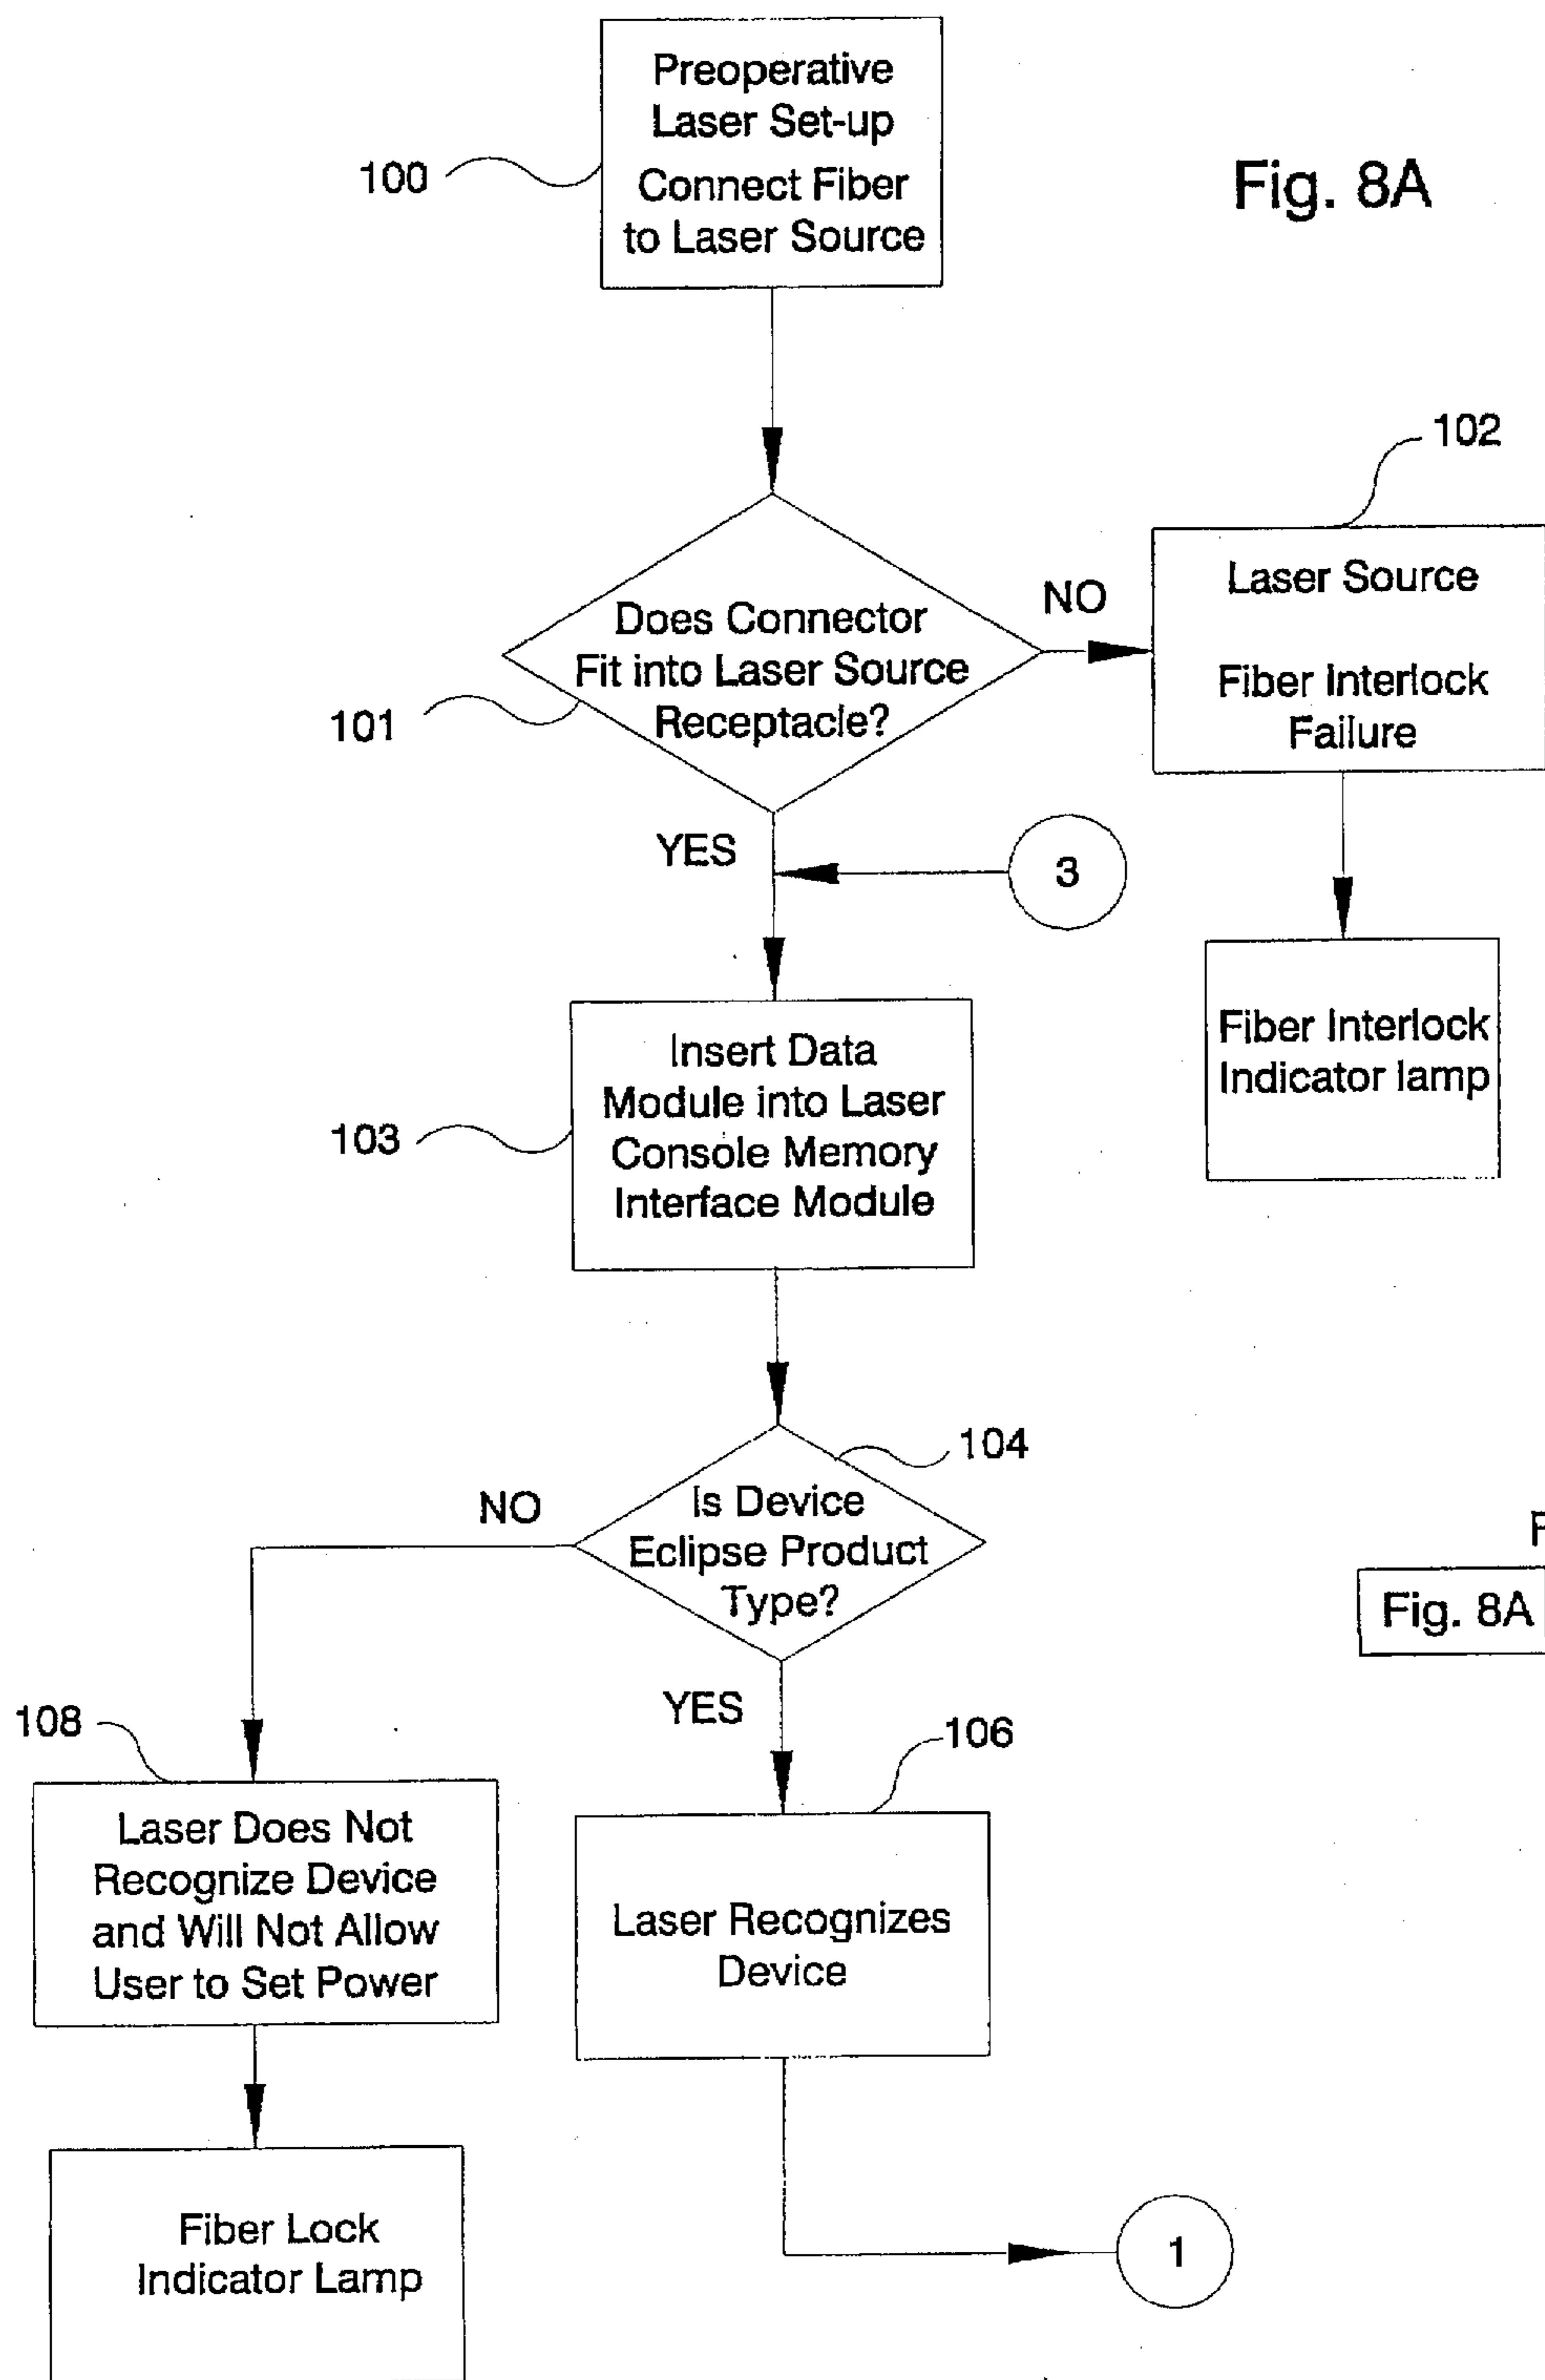 Preoperative
Laser Set-up
Connect Fiber
to Laser Source
100
Fig. 8A
102
Does Connector
Fit into Laser Source
Receptacle?
101
NO
Laser Source
Fiber Interlock
Failure
YES
3
Fiber Interlock
Indicator lamp
Insert Data
Module into Laser
Console Memory
Interface Module
103
104
Is Device
Eclipse Product
Type?
NO
F
Fig. 8A
YES
108
106
Laser Does Not
Recognize Device
and Will Not Allow
User to Set Power
Laser Recognizes
Device
Fiber Lock
Indicator Lamp
1